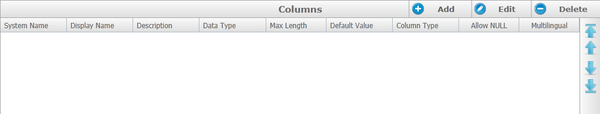 Columns Add Edit Delete
System Name Display Name Description Data Type Max Length Default Value Column Type Allow NULL Multilingual